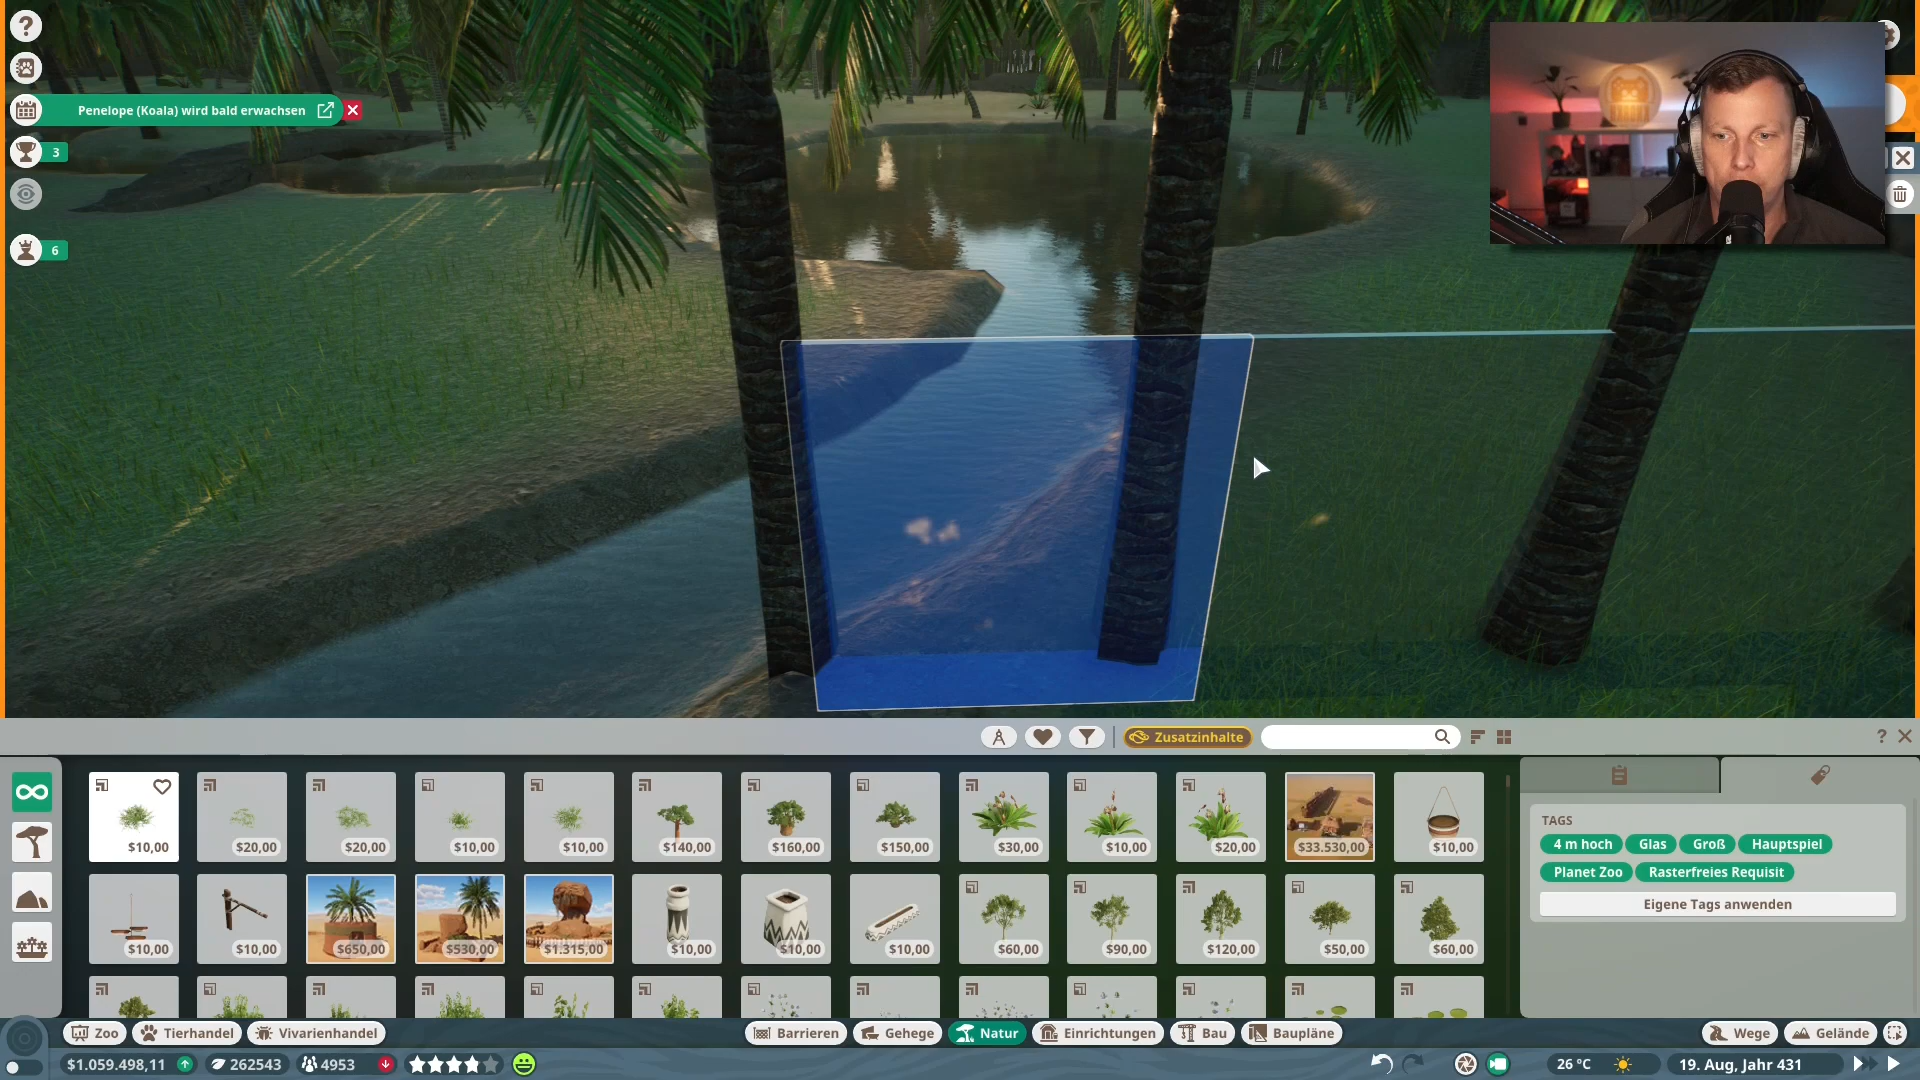 ?
Penelope (Koala) wird bald erwachsen
3
6
Zusatzinhalte
?
$10,00 $20,00 $20,00 $10,00 $10,00 $140,00 $160,00 $150,00 $30,00 $10,00 $20,00 $33.530,00 $10,00
$10,00 $10,00 $650,00 $530,00 $1.315,00 $10,00 $10,00 $10,00 $60,00 $90,00 $120,00 $50,00 $60,00
TAGS
4 m hoch Glas Groß Hauptspiel
Planet Zoo Rasterfreies Requisit
Eigene Tags anwenden
Zoo Tierhandel Vivarienhandel Barrieren Gehege Natur Einrichtungen Bau Baupläne Wege Gelände
$1.059.498,11 262543 4953 26 °C 19. Aug, Jahr 431